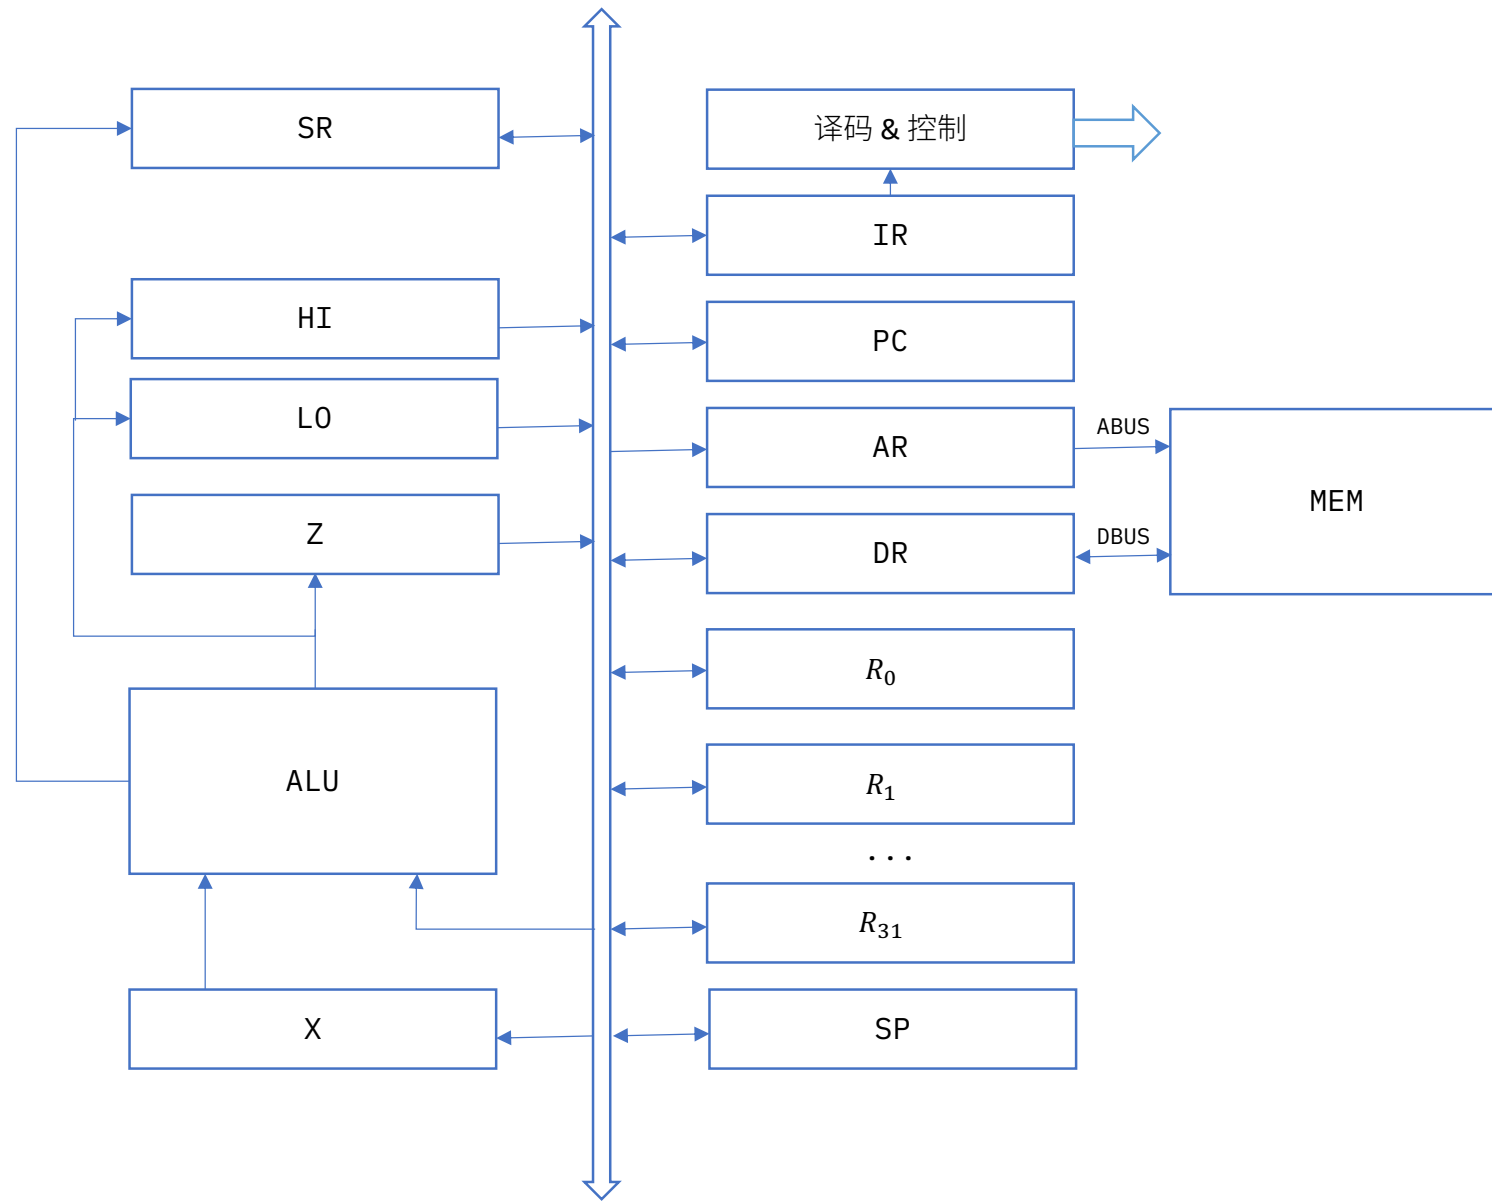 SR
HI
LO
Z
ALU
X
译码 & 控制
IR
PC
AR
DR
R₀
R₁
...
R₃₁
SP
ABUS
DBUS
MEM